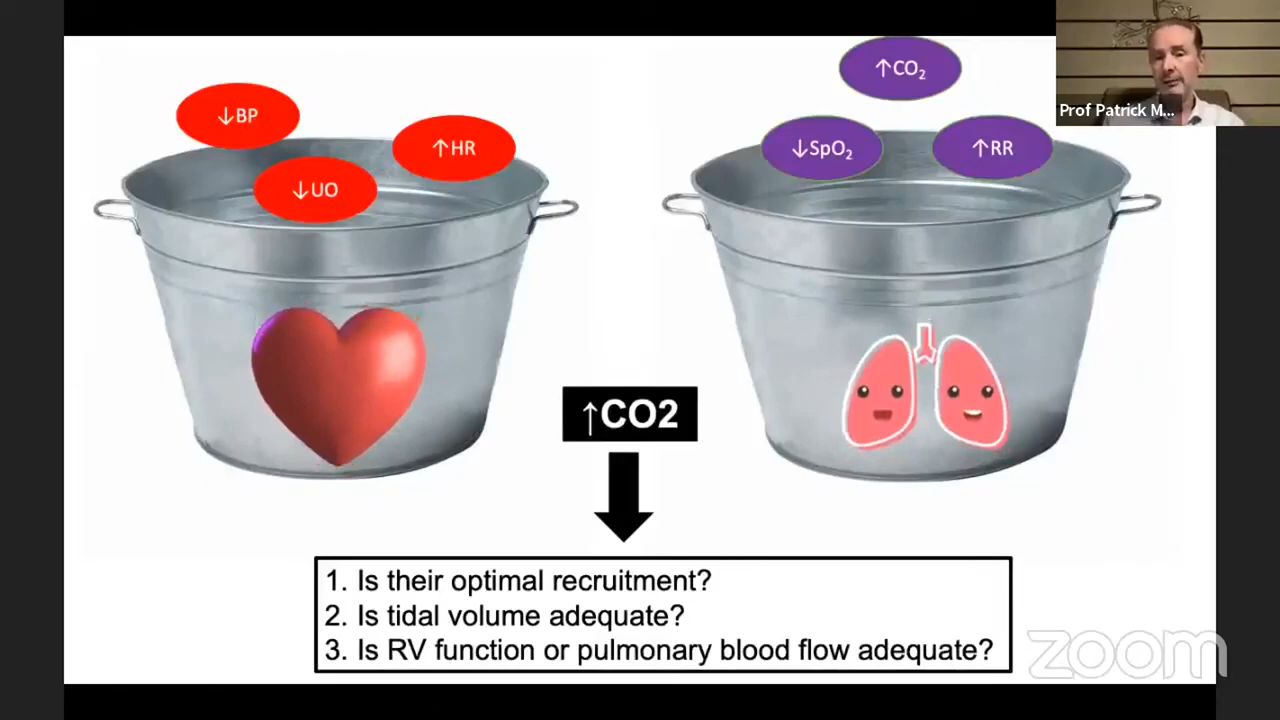 ↑CO₂
Prof Patrick M...
↓BP
↑HR
↓SpO₂
↑RR
↓UO
↑CO2
1. Is their optimal recruitment?
2. Is tidal volume adequate?
3. Is RV function or pulmonary blood flow adequate?
zoom